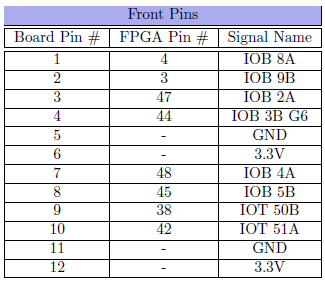 Front Pins
Board Pin # FPGA Pin # Signal Name
1 4 IOB 8A
2 3 IOB 9B
3 47 IOB 2A
4 44 IOB 3B G6
5 - GND
6 - 3.3V
7 48 IOB 4A
8 45 IOB 5B
9 38 IOT 50B
10 42 IOT 51A
11 - GND
12 - 3.3V